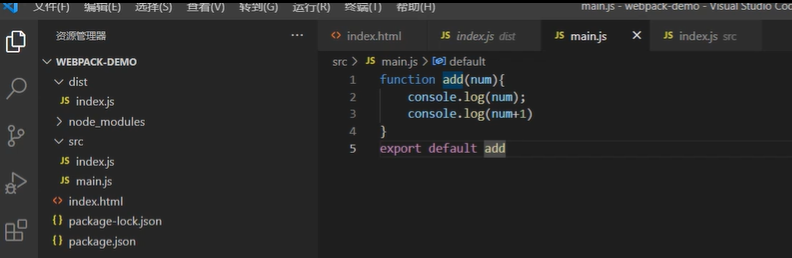 文件(F) 编辑(E) 选择(S) 查看(V) 转到(G) 运行(R) 终端(T) 帮助(H) main.js - webpack-demo - Visual Studio Cod
资源管理器 ···
WEBPACK-DEMO
dist
JS index.js
node_modules
src
JS index.js
JS main.js
<> index.html
{} package-lock.json
{} package.json
<> index.html JS index.js dist JS main.js × JS index.js src
src > JS main.js > default
1 function add(num){
2 console.log(num);
3 console.log(num+1)
4 }
5 export default add